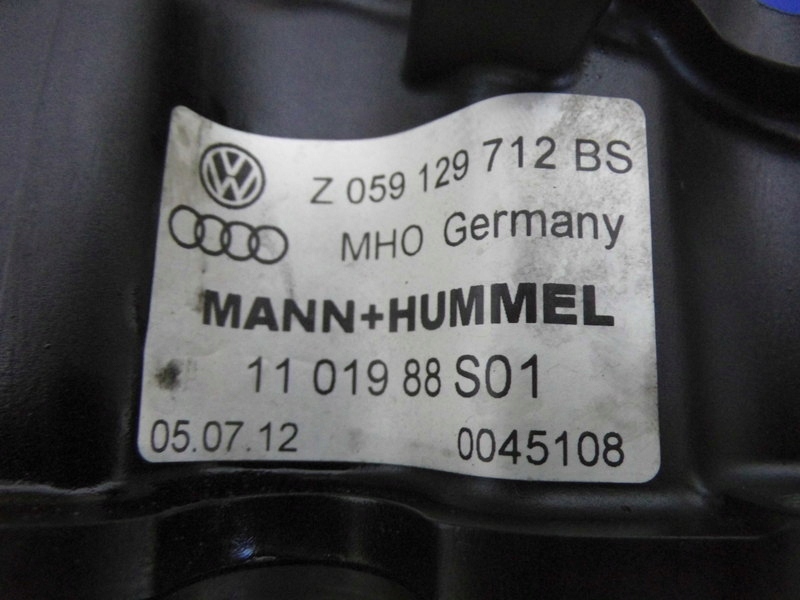 Z 059 129 712 BS
MHO Germany
MANN+HUMMEL
11 019 88 S01
05.07.12 0045108